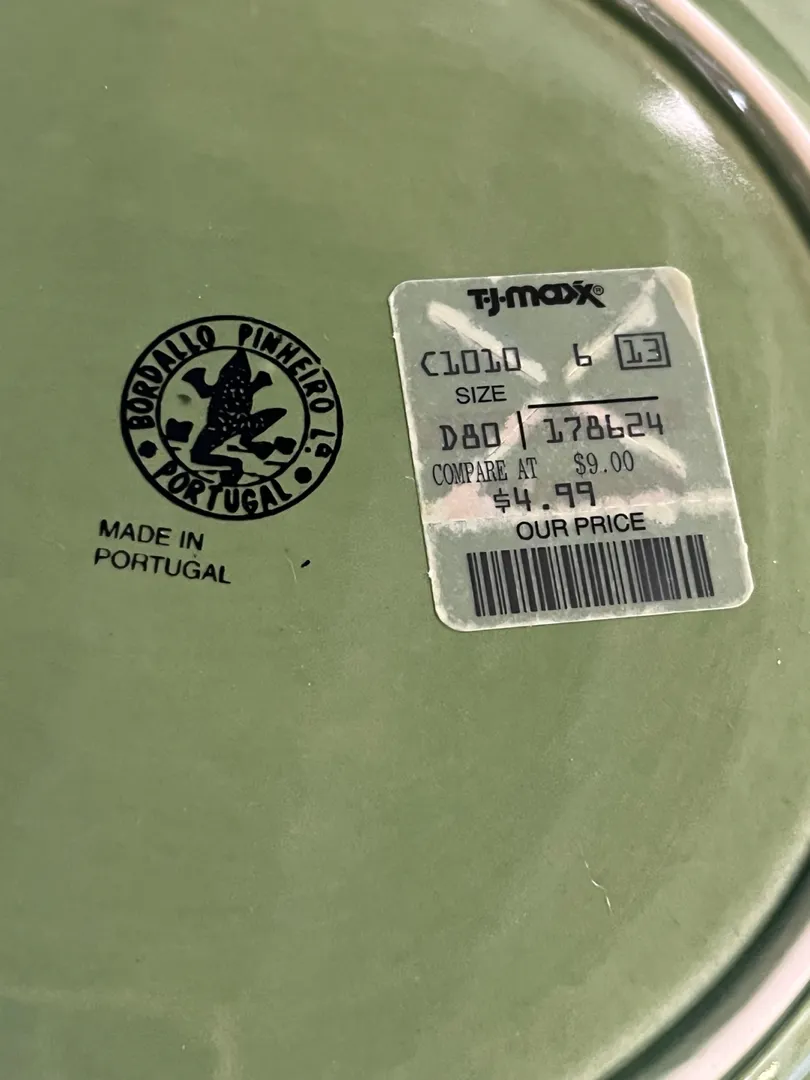 BORDALLO PINHEIRO Lª.
PORTUGAL
MADE IN
PORTUGAL
T·J·maxx®
C1010 6 13
SIZE
D80 | 178624
COMPARE AT $9.00
$4.99
OUR PRICE